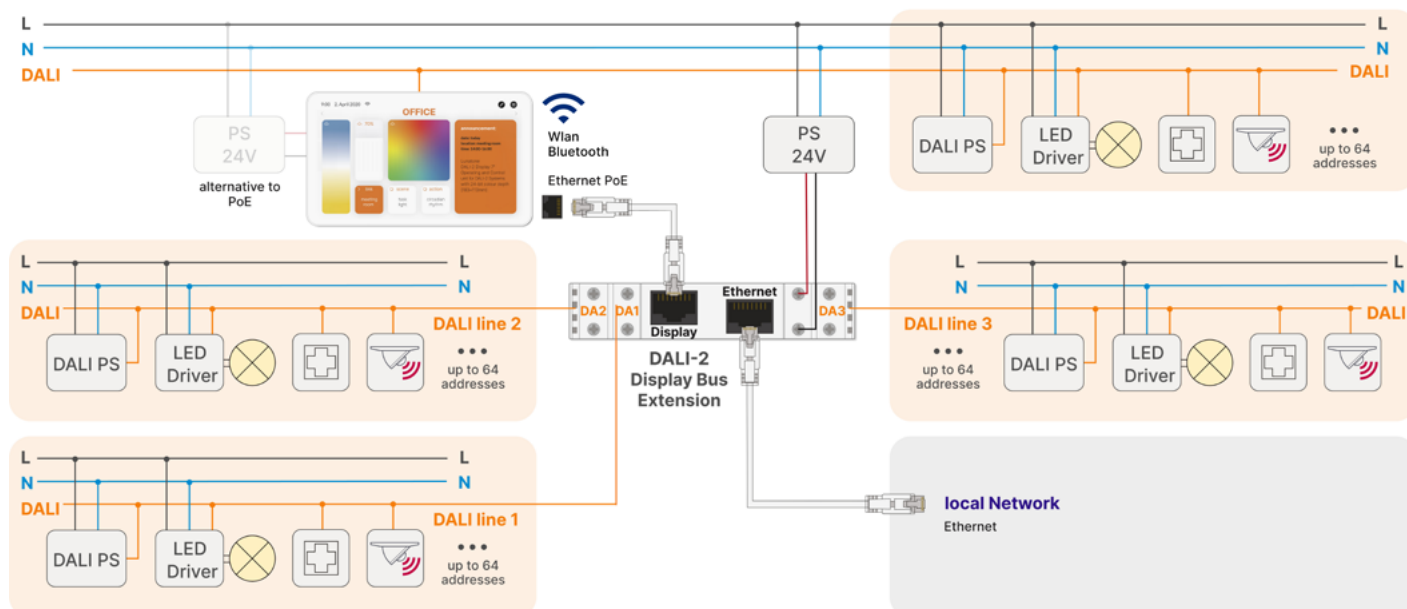 L
N
DALI
L
N
DALI
PS
24V
alternative to
PoE
OFFICE
announcement
Wlan
Bluetooth
Ethernet PoE
PS
24V
DALI PS
LED
Driver
up to 64
addresses
L
N
DALI
L
N
DALI line 2
DALI PS
LED
Driver
up to 64
addresses
DA2
DA1
Display
Ethernet
DA3
DALI-2
Display Bus
Extension
L
N
DALI line 3
L
N
DALI
up to 64
addresses
DALI PS
LED
Driver
L
N
DALI
L
N
DALI line 1
DALI PS
LED
Driver
up to 64
addresses
local Network
Ethernet